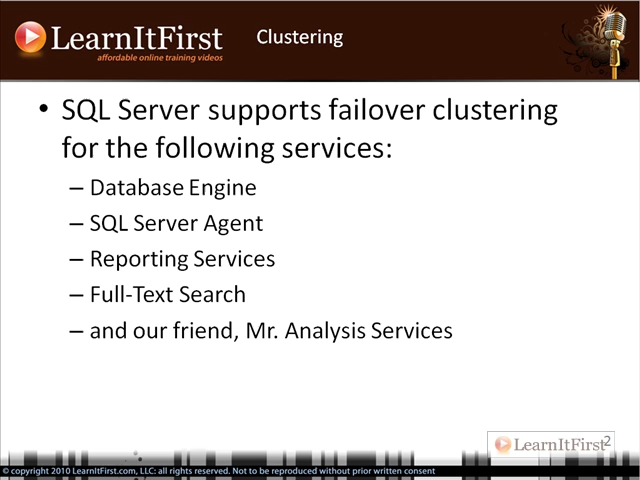 LearnItFirst
affordable online training videos
Clustering
• SQL Server supports failover clustering
for the following services:
– Database Engine
– SQL Server Agent
– Reporting Services
– Full-Text Search
– and our friend, Mr. Analysis Services
LearnItFirst
2
© copyright 2010 LearnItFirst.com, LLC: all rights reserved. Not to be reproduced without prior written consent